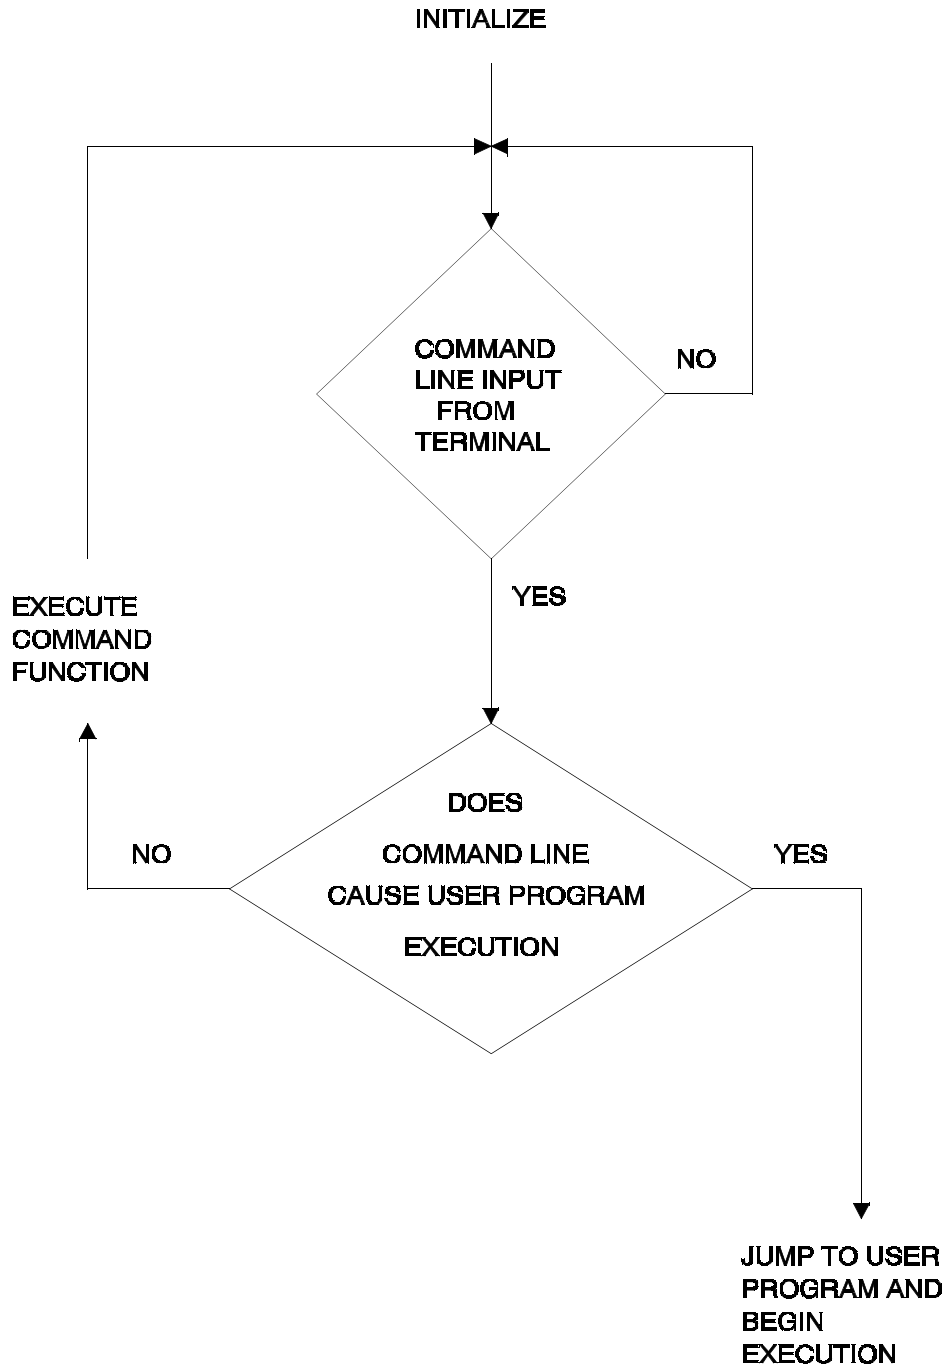 INITIALIZE
COMMAND
LINE INPUT
FROM
TERMINAL
NO
YES
EXECUTE
COMMAND
FUNCTION
DOES
COMMAND LINE
CAUSE USER PROGRAM
EXECUTION
NO
YES
JUMP TO USER
PROGRAM AND
BEGIN
EXECUTION